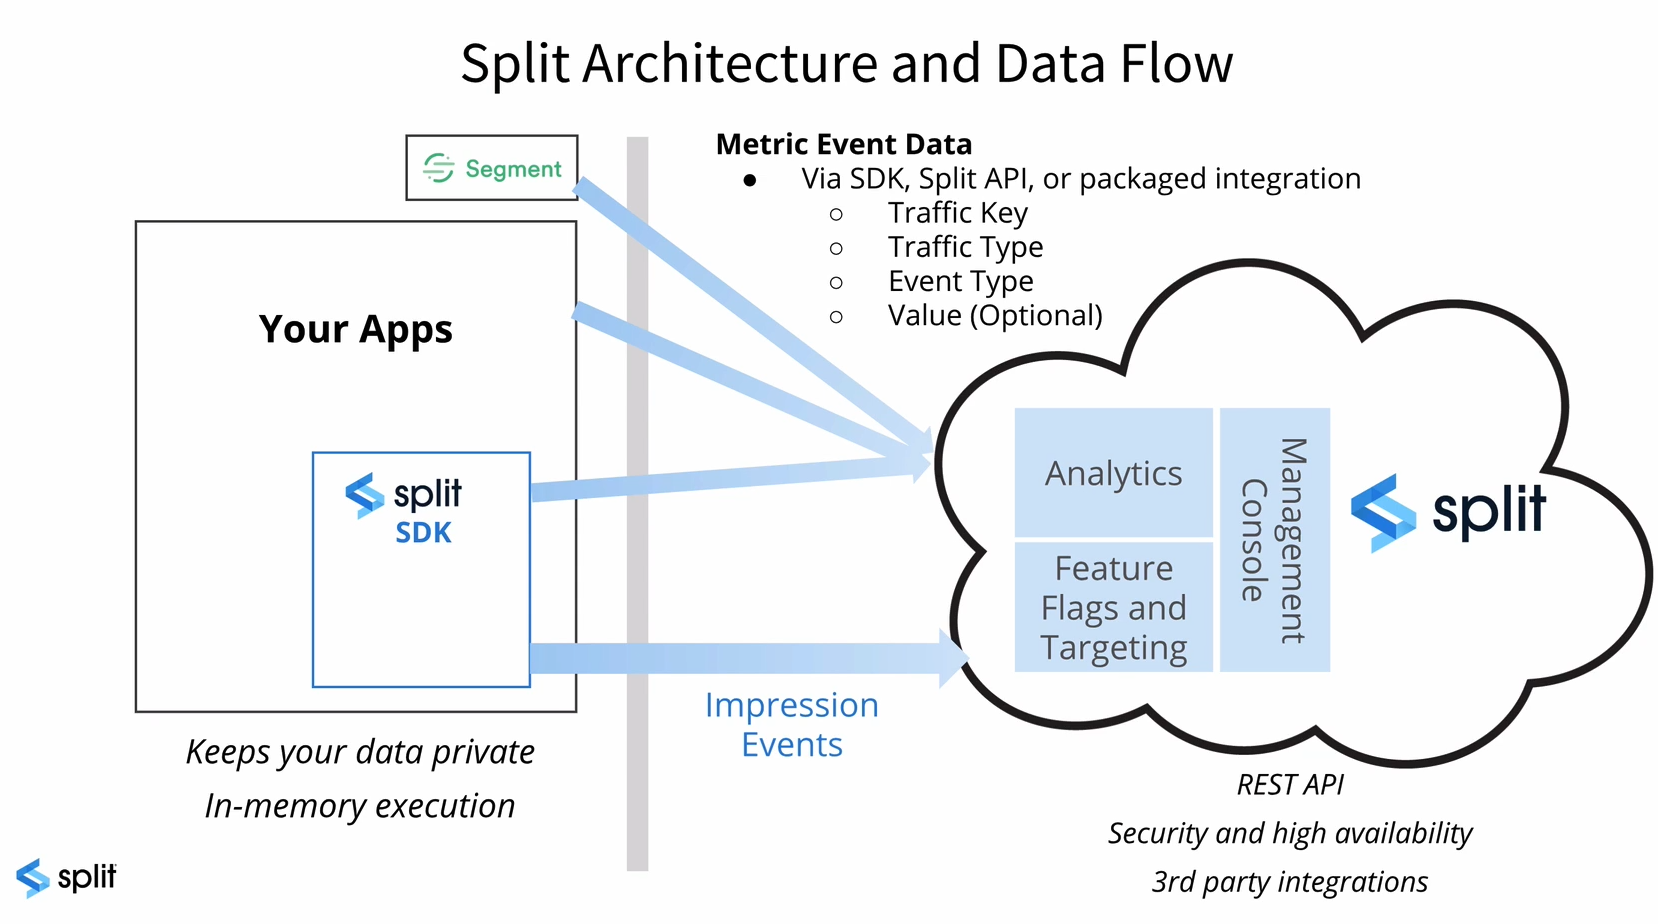 Split Architecture and Data Flow
Segment
Metric Event Data
● Via SDK, Split API, or packaged integration
○ Traffic Key
○ Traffic Type
○ Event Type
○ Value (Optional)
Your Apps
split
SDK
Analytics
Feature
Flags and
Targeting
Management
Console
split
Impression
Events
Keeps your data private
In-memory execution
REST API
Security and high availability
3rd party integrations
split